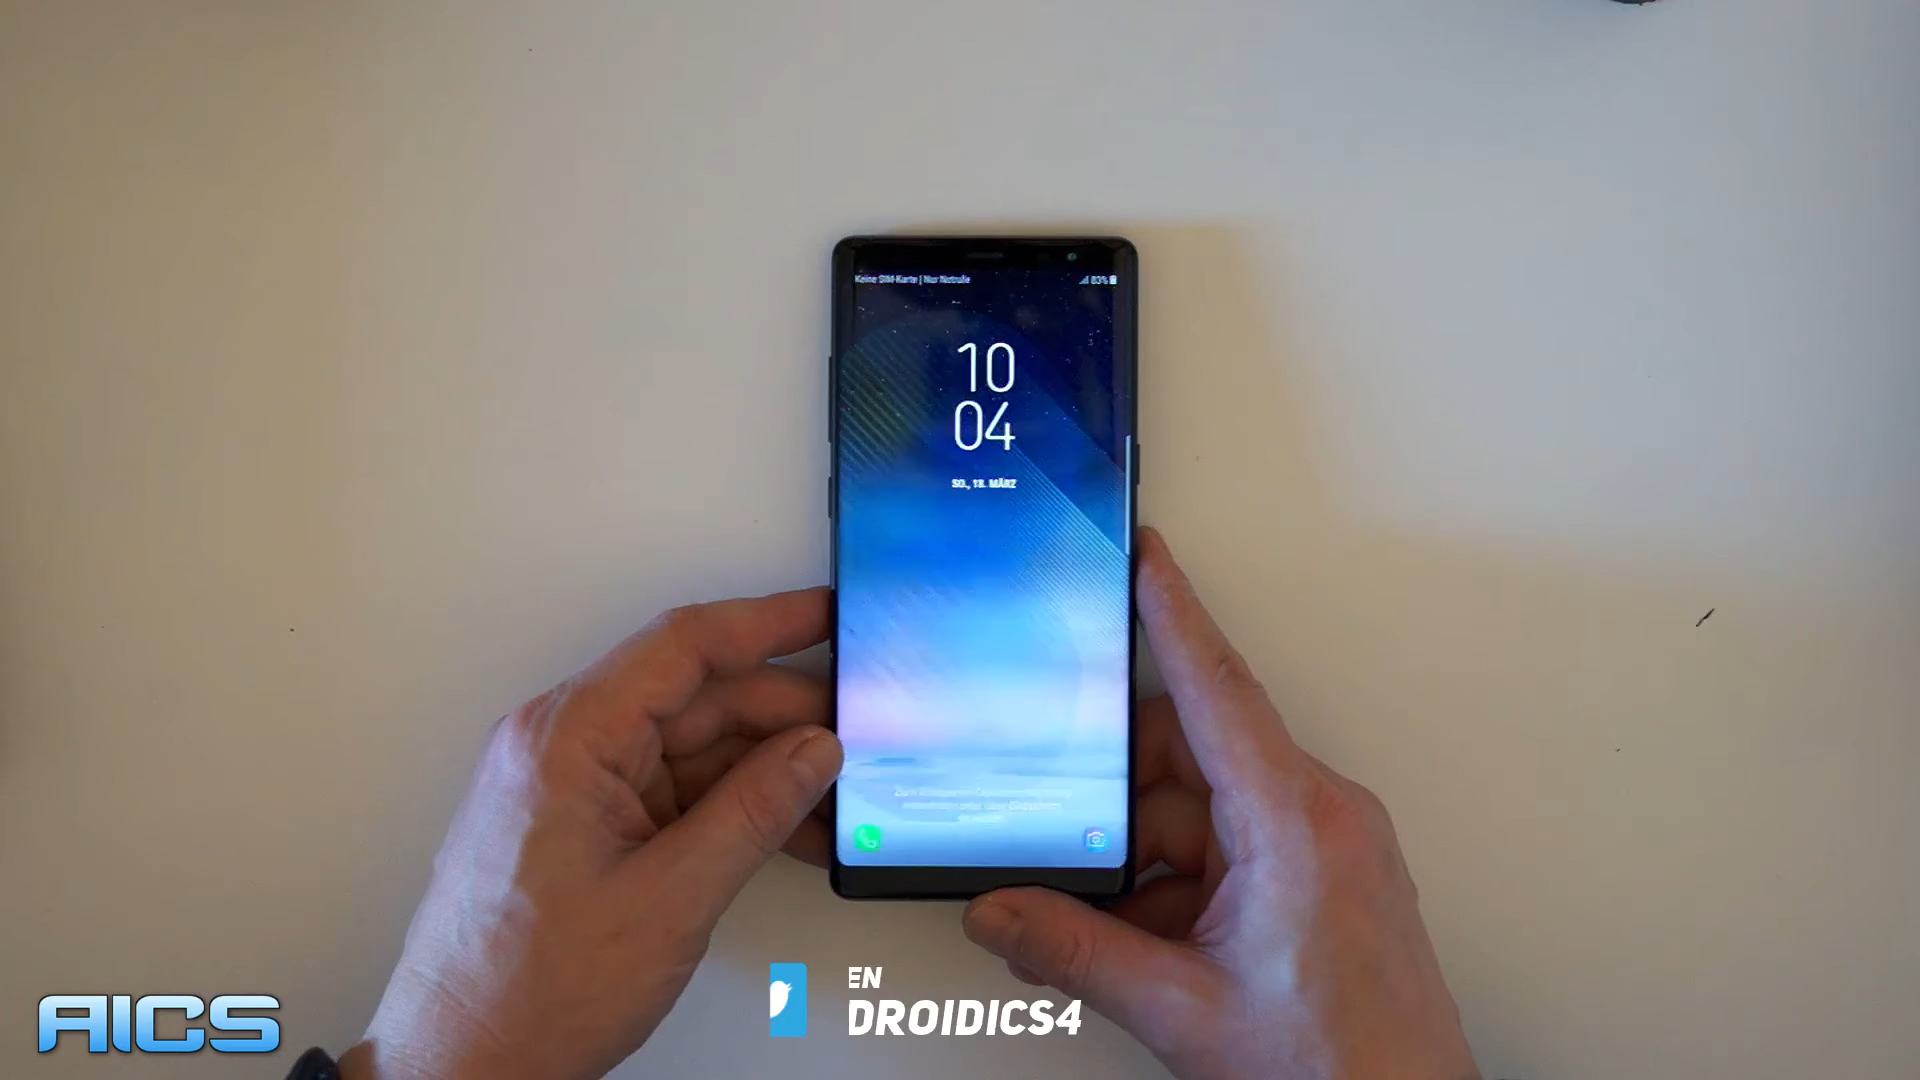 Keine SIM-Karte | Nur Notrufe
83%
10
04
SO., 18. MÄRZ
AICS
EN
DROIDICS4